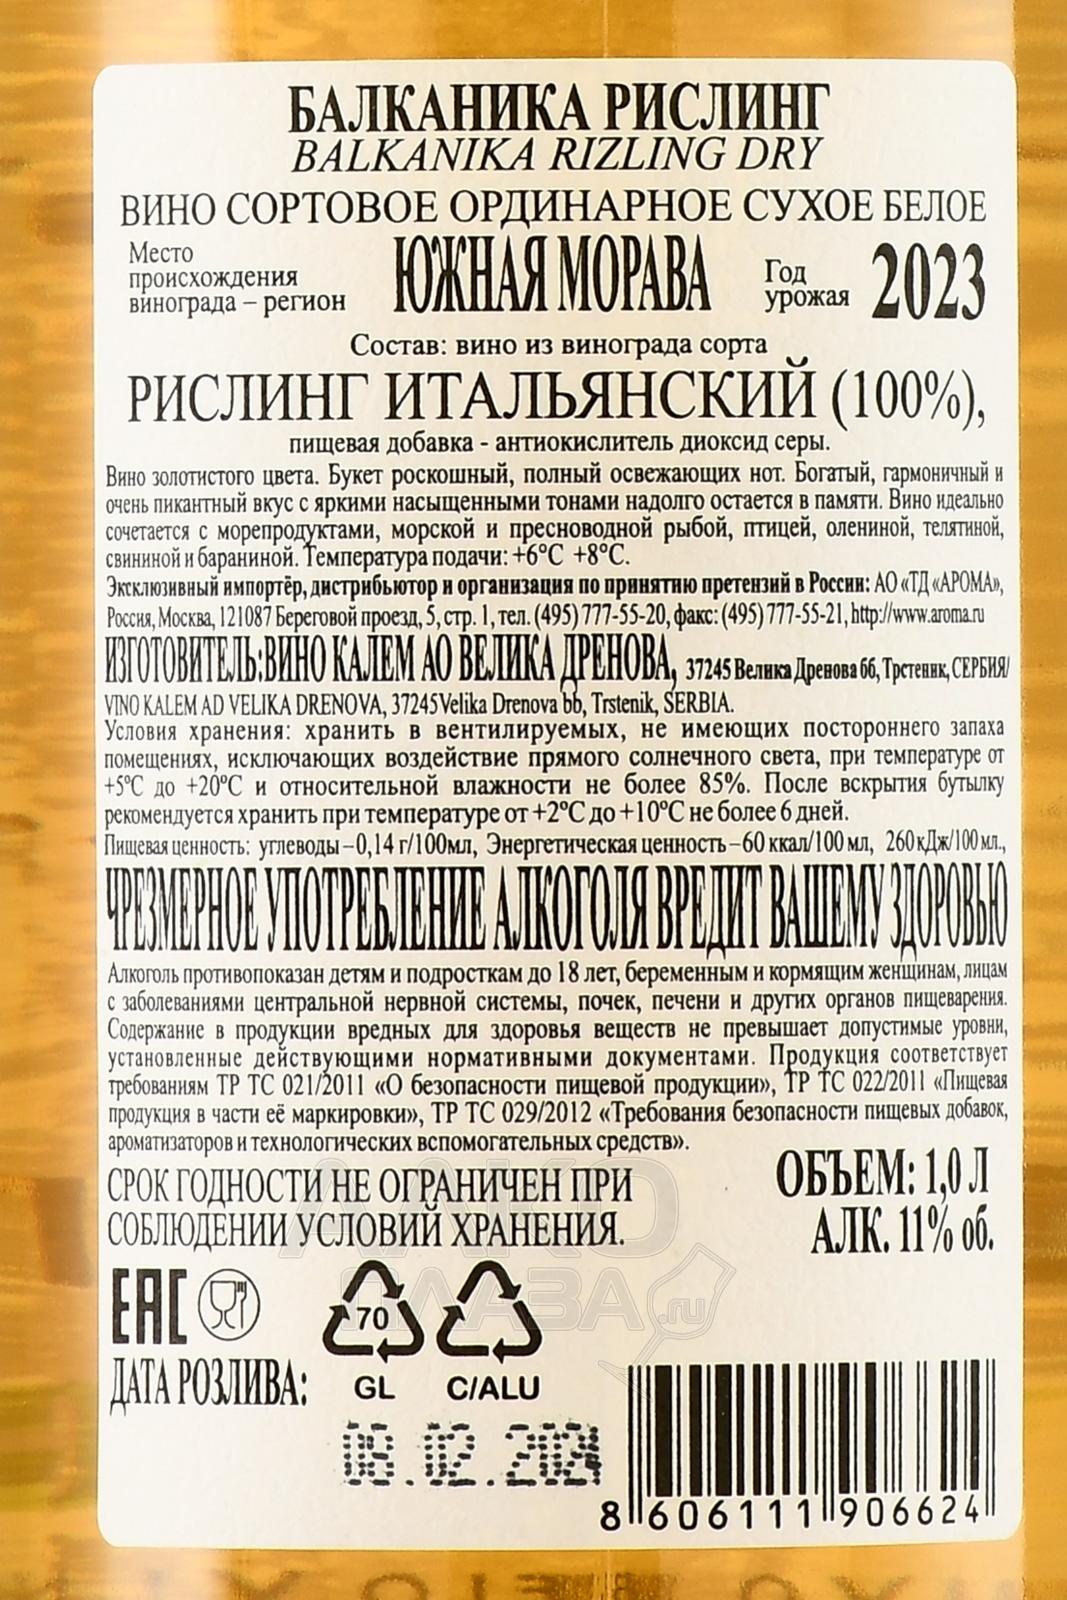 БАЛКАНИКА РИСЛИНГ
BALKANIKA RIZLING DRY
ВИНО СОРТОВОЕ ОРДИНАРНОЕ СУХОЕ БЕЛОЕ
Место
происхождения
винограда – регион
ЮЖНАЯ МОРАВА
Год
урожая
2023
Состав: вино из винограда сорта
РИСЛИНГ ИТАЛЬЯНСКИЙ (100%),
пищевая добавка - антиокислитель диоксид серы.
Вино золотистого цвета. Букет роскошный, полный освежающих нот. Богатый, гармоничный и
очень пикантный вкус с яркими насыщенными тонами надолго остается в памяти. Вино идеально
сочетается с морепродуктами, морской и пресноводной рыбой, птицей, олениной, телятиной,
свининой и бараниной. Температура подачи: +6°C +8°C.
Эксклюзивный импортёр, дистрибьютор и организация по принятию претензий в России: АО «ТД «АРОМА»,
Россия, Москва, 121087 Береговой проезд, 5, стр. 1, тел. (495) 777-55-20, факс: (495) 777-55-21, http://www.aroma.ru
ИЗГОТОВИТЕЛЬ:ВИНО КАЛЕМ АО ВЕЛИКА ДРЕНОВА, 37245 Велика Дренова бб, Трстеник, СЕРБИЯ/
VINO KALEM AD VELIKA DRENOVA, 37245 Velika Drenova bb, Trstenik, SERBIA.
Условия хранения: хранить в вентилируемых, не имеющих постороннего запаха
помещениях, исключающих воздействие прямого солнечного света, при температуре от
+5°C до +20°C и относительной влажности не более 85%. После вскрытия бутылку
рекомендуется хранить при температуре от +2°C до +10°C не более 6 дней.
Пищевая ценность: углеводы – 0,14 г/100мл, Энергетическая ценность – 60 ккал/100 мл, 260 кДж/100 мл.,
ЧРЕЗМЕРНОЕ УПОТРЕБЛЕНИЕ АЛКОГОЛЯ ВРЕДИТ ВАШЕМУ ЗДОРОВЬЮ
Алкоголь противопоказан детям и подросткам до 18 лет, беременным и кормящим женщинам, лицам
с заболеваниями центральной нервной системы, почек, печени и других органов пищеварения.
Содержание в продукции вредных для здоровья веществ не превышает допустимые уровни,
установленные действующими нормативными документами. Продукция соответствует
требованиям ТР ТС 021/2011 «О безопасности пищевой продукции», ТР ТС 022/2011 «Пищевая
продукция в части её маркировки», ТР ТС 029/2012 «Требования безопасности пищевых добавок,
ароматизаторов и технологических вспомогательных средств».
СРОК ГОДНОСТИ НЕ ОГРАНИЧЕН ПРИ
СОБЛЮДЕНИИ УСЛОВИЙ ХРАНЕНИЯ.
ОБЪЕМ: 1,0 Л
АЛК. 11% об.
АЛКО
ПЛАЗА .ru
EAC
70
GL
C/ALU
ДАТА РОЗЛИВА:
08.02.2024
8 606111 906624